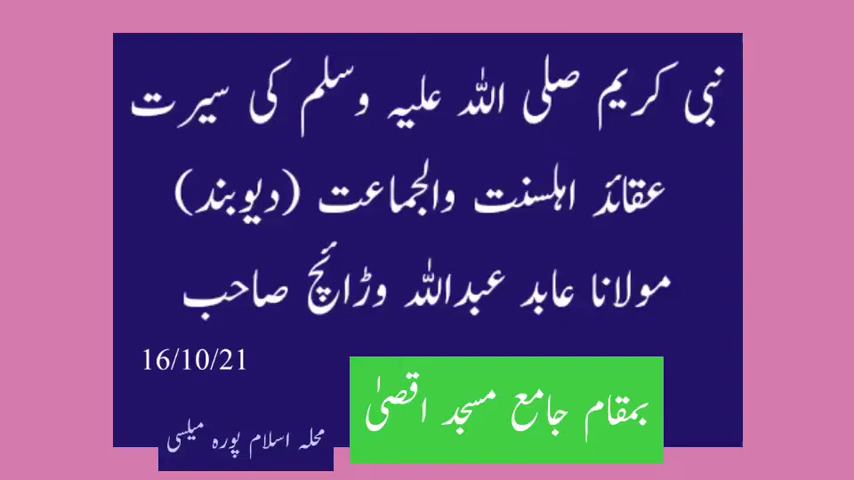 نبی کریم صلی اللہ علیہ وسلم کی سیرت
عقائد اہلسنت والجماعت (دیوبند)
مولانا عابد عبداللہ وڑائچ صاحب
16/10/21
بمقام جامع مسجد اقصیٰ
محلہ اسلام پورہ میلسی